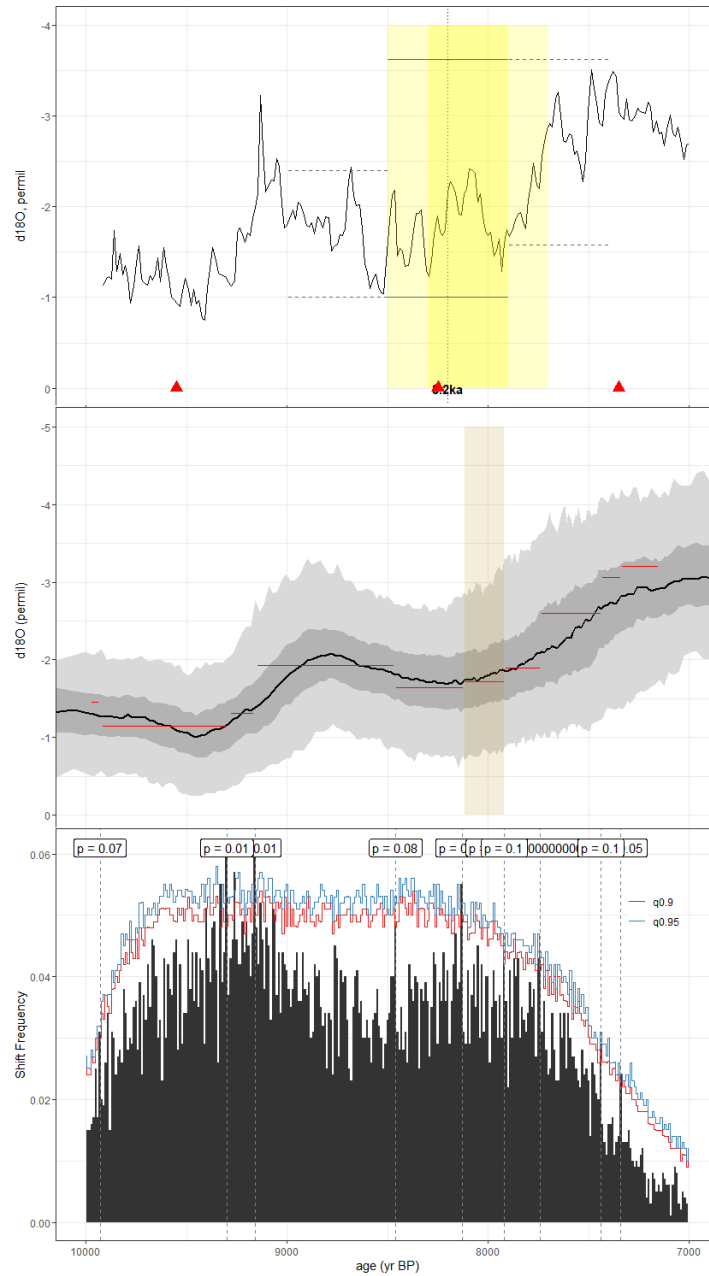 -4
-3
-2
-1
0
d18O, permil
8.2ka
-5
-4
-3
-2
-1
0
d18O (permil)
p = 0.07
p = 0.01
0.01
p = 0.08
p = 0
p
p = 0.1
p = 0.1
.05
0.06
0.04
0.02
0.00
Shift Frequency
q0.9
q0.95
10000
9000
8000
7000
age (yr BP)